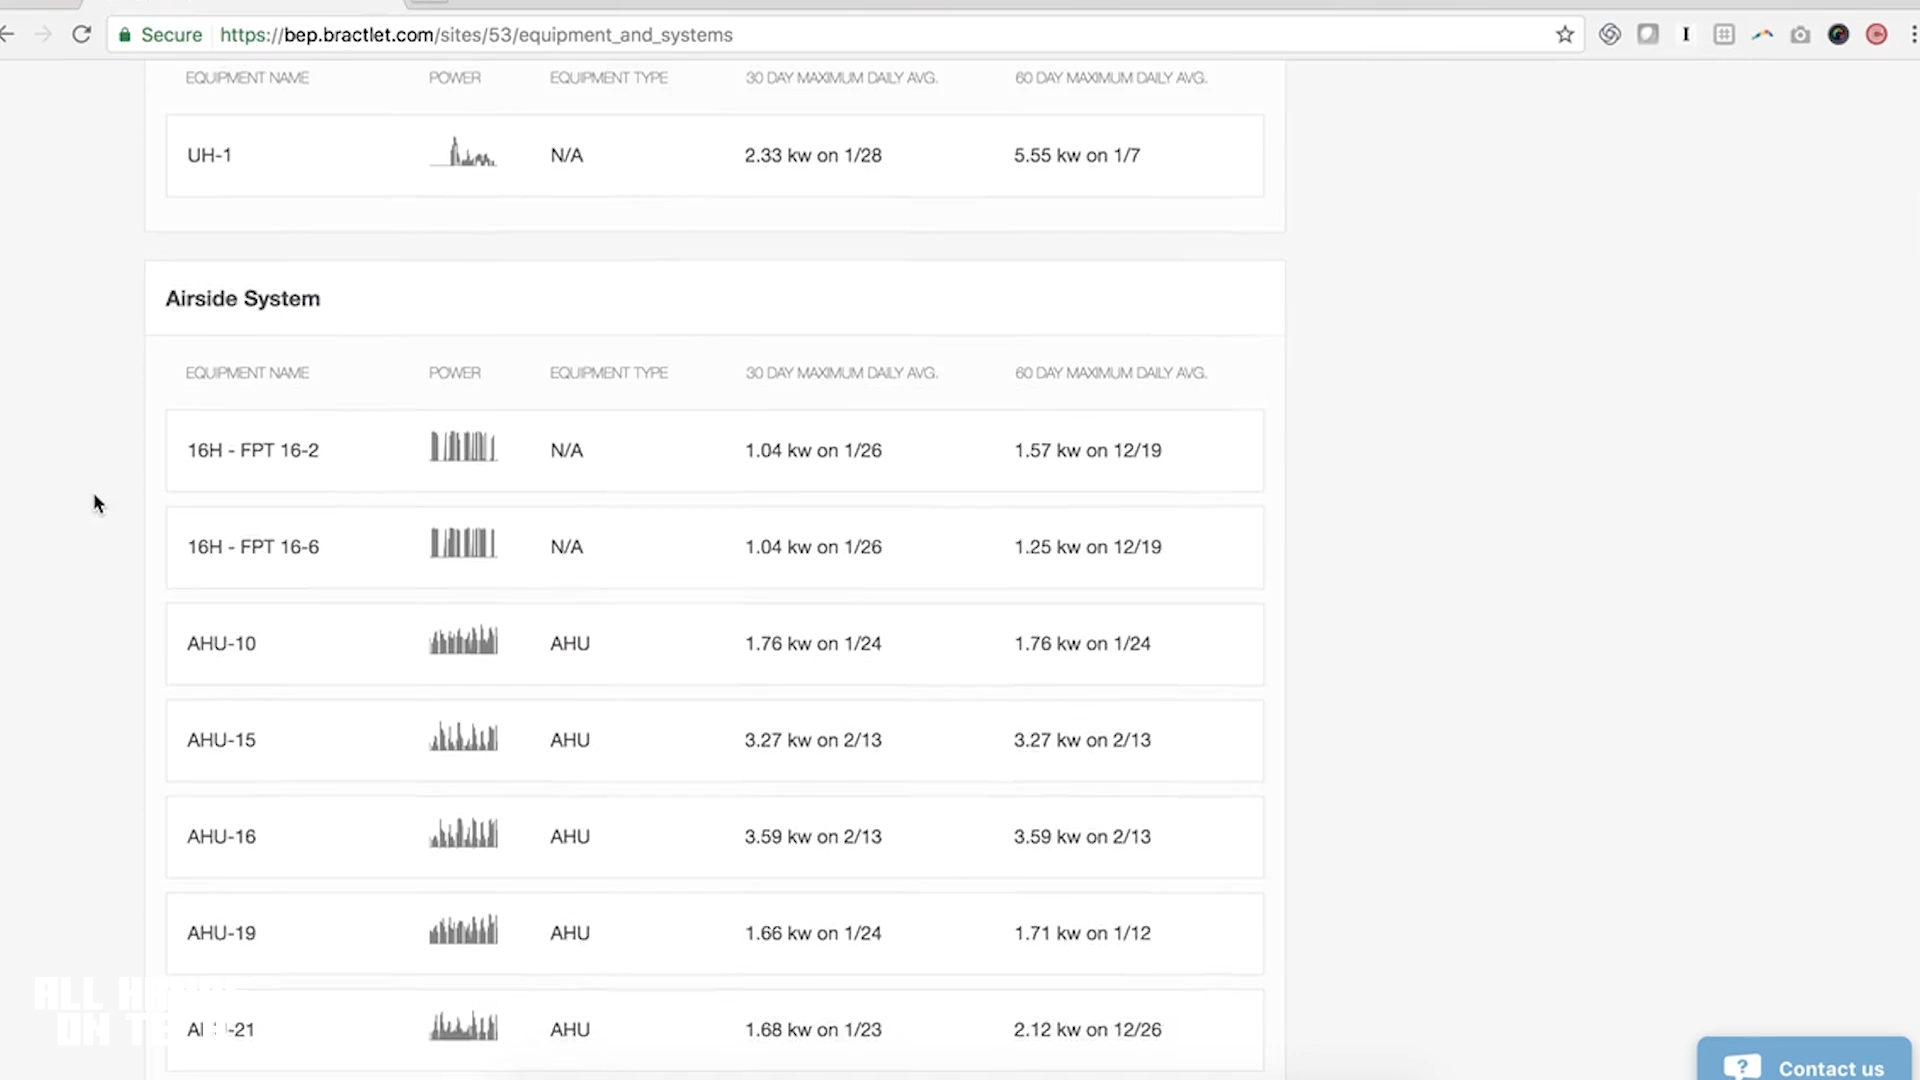 Secure https://bep.bractlet.com/sites/53/equipment_and_systems
EQUIPMENT NAME POWER EQUIPMENT TYPE 30 DAY MAXIMUM DAILY AVG. 60 DAY MAXIMUM DAILY AVG.
UH-1 N/A 2.33 kw on 1/28 5.55 kw on 1/7
Airside System
EQUIPMENT NAME POWER EQUIPMENT TYPE 30 DAY MAXIMUM DAILY AVG. 60 DAY MAXIMUM DAILY AVG.
16H - FPT 16-2 N/A 1.04 kw on 1/26 1.57 kw on 12/19
16H - FPT 16-6 N/A 1.04 kw on 1/26 1.25 kw on 12/19
AHU-10 AHU 1.76 kw on 1/24 1.76 kw on 1/24
AHU-15 AHU 3.27 kw on 2/13 3.27 kw on 2/13
AHU-16 AHU 3.59 kw on 2/13 3.59 kw on 2/13
AHU-19 AHU 1.66 kw on 1/24 1.71 kw on 1/12
AHU-21 AHU 1.68 kw on 1/23 2.12 kw on 12/26
ALL
ON
? Contact us